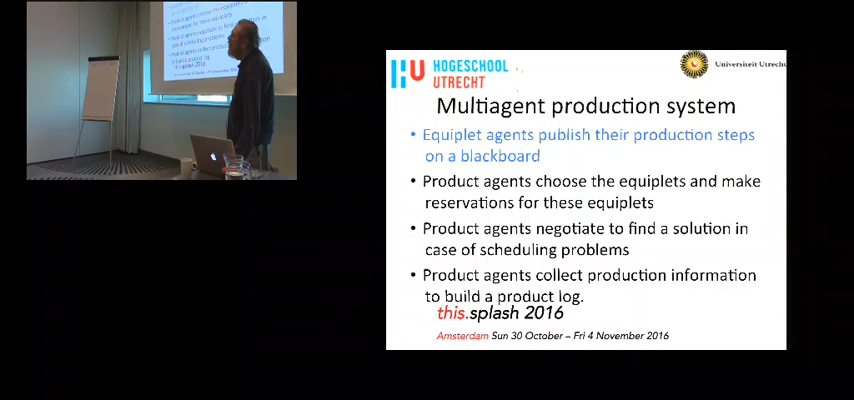 HOGESCHOOL
UTRECHT
Universiteit Utrecht
Multiagent production system
• Equiplet agents publish their production steps
on a blackboard
• Product agents choose the equiplets and make
reservations for these equiplets
• Product agents negotiate to find a solution in
case of scheduling problems
• Product agents collect production information
to build a product log.
this.splash 2016
Amsterdam Sun 30 October – Fri 4 November 2016